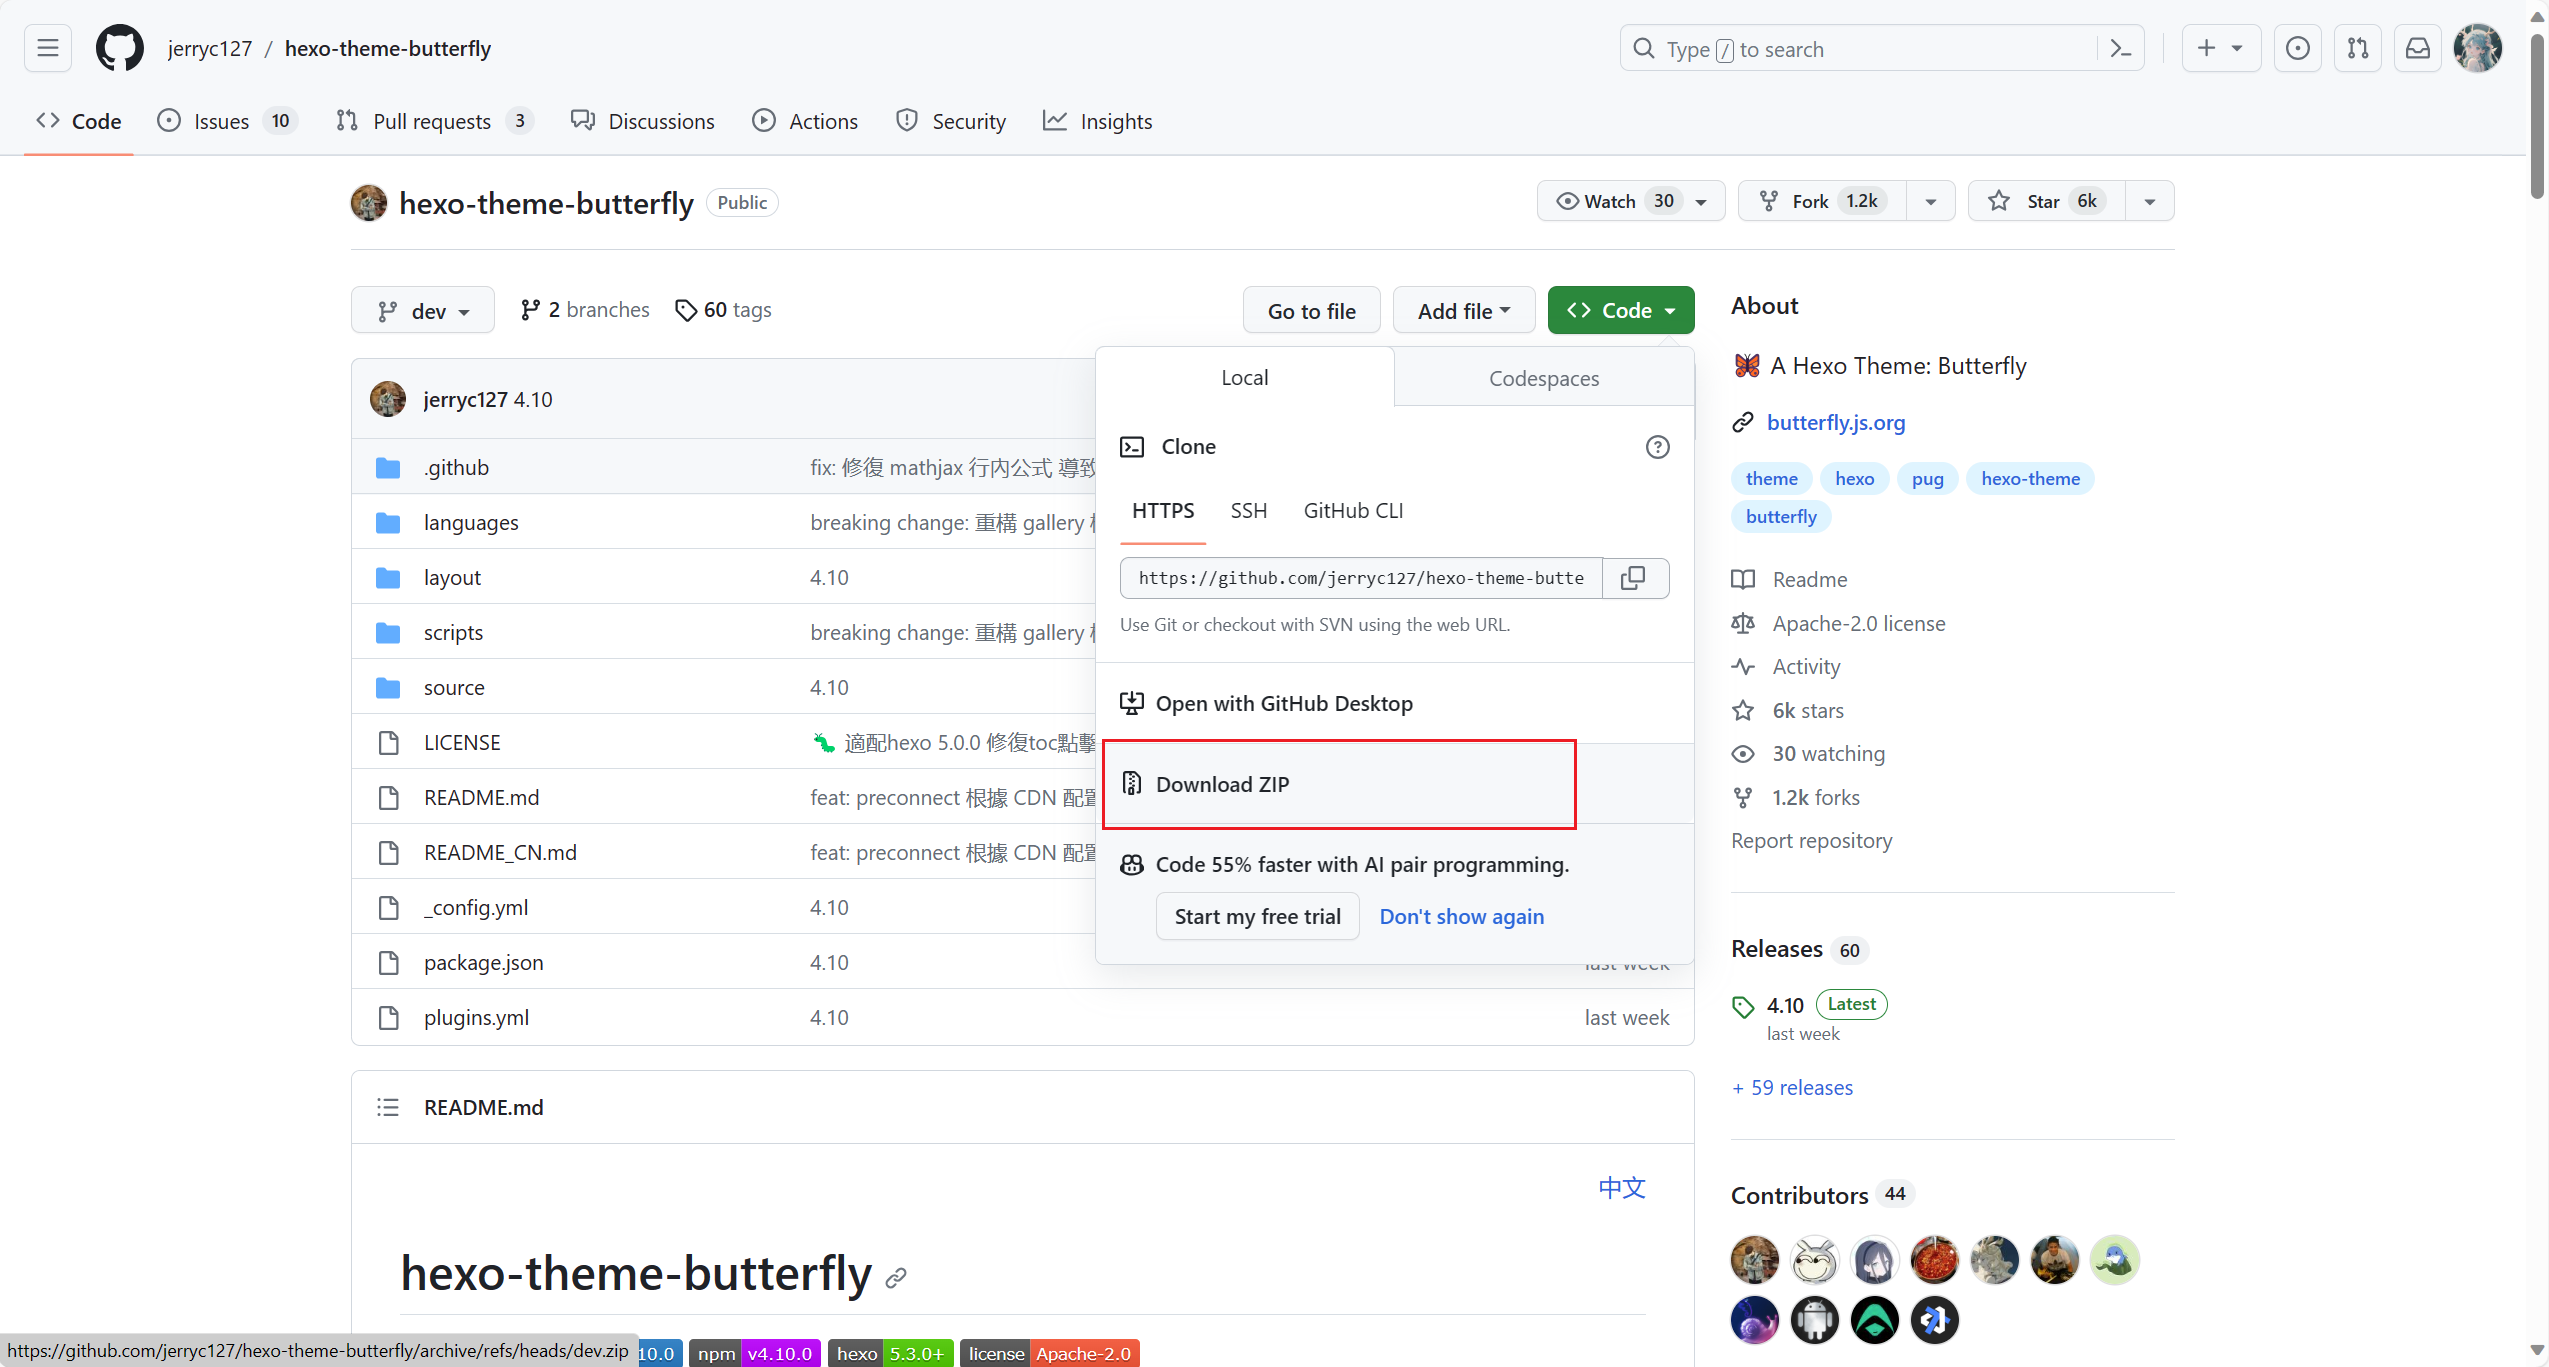 jerryc127 / hexo-theme-butterfly
Type / to search
Code
Issues 10
Pull requests 3
Discussions
Actions
Security
Insights
hexo-theme-butterfly Public
Watch 30
Fork 1.2k
Star 6k
dev
2 branches
60 tags
Go to file
Add file
Code
jerryc127 4.10
.github fix: 修復 mathjax 行内公式 導致
languages breaking change: 重構 gallery
layout 4.10
scripts breaking change: 重構 gallery
source 4.10
LICENSE 適配hexo 5.0.0 修復toc點擊
README.md feat: preconnect 根據 CDN 配置
README_CN.md feat: preconnect 根據 CDN 配置
_config.yml 4.10
package.json 4.10 last week
plugins.yml 4.10 last week
Local
Codespaces
Clone
HTTPS SSH GitHub CLI
https://github.com/jerryc127/hexo-theme-butte
Use Git or checkout with SVN using the web URL.
Open with GitHub Desktop
Download ZIP
Code 55% faster with AI pair programming.
Start my free trial Don't show again
README.md
中文
hexo-theme-butterfly
10.0 npm v4.10.0 hexo 5.3.0+ license Apache-2.0
About
A Hexo Theme: Butterfly
butterfly.js.org
theme hexo pug hexo-theme
butterfly
Readme
Apache-2.0 license
Activity
6k stars
30 watching
1.2k forks
Report repository
Releases 60
4.10 Latest
last week
+ 59 releases
Contributors 44
https://github.com/jerryc127/hexo-theme-butterfly/archive/refs/heads/dev.zip